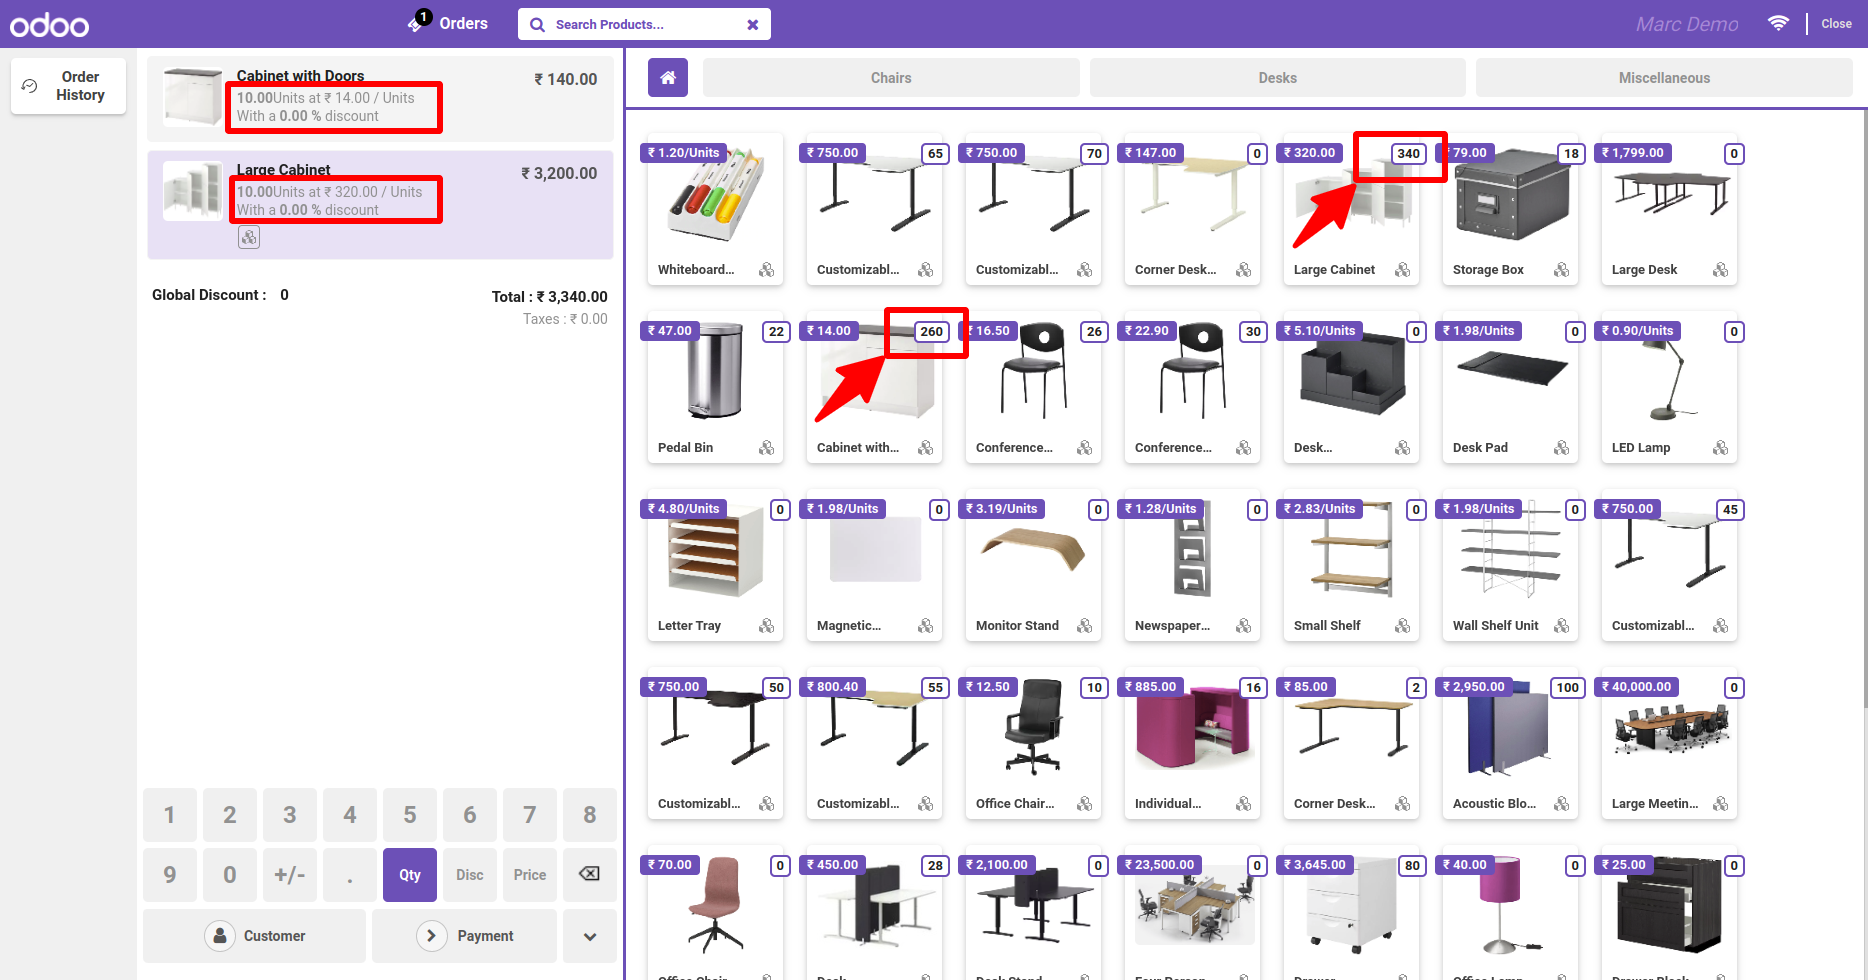 odoo
1
Orders
Search Products...
Marc Demo
Close
Order
History
Cabinet with Doors
₹ 140.00
10.00Units at ₹ 14.00 / Units
With a 0.00 % discount
Large Cabinet
₹ 3,200.00
10.00Units at ₹ 320.00 / Units
With a 0.00 % discount
Global Discount : 0
Total : ₹ 3,340.00
Taxes : ₹ 0.00
1 2 3 4 5 6 7 8
9 0 +/- . Qty Disc Price
Customer
Payment
Chairs
Desks
Miscellaneous
₹ 1.20/Units
₹ 750.00 65
₹ 750.00 70
₹ 147.00 0
₹ 320.00 340
₹ 79.00 18
₹ 1,799.00 0
Whiteboard...
Customizabl...
Customizabl...
Corner Desk...
Large Cabinet
Storage Box
Large Desk
₹ 47.00 22
₹ 14.00 260
₹ 16.50 26
₹ 22.90 30
₹ 5.10/Units 0
₹ 1.98/Units 0
₹ 0.90/Units 0
Pedal Bin
Cabinet with...
Conference...
Conference...
Desk...
Desk Pad
LED Lamp
₹ 4.80/Units 0
₹ 1.98/Units 0
₹ 3.19/Units 0
₹ 1.28/Units 0
₹ 2.83/Units 0
₹ 1.98/Units 0
₹ 750.00 45
Letter Tray
Magnetic...
Monitor Stand
Newspaper...
Small Shelf
Wall Shelf Unit
Customizabl...
₹ 750.00 50
₹ 800.40 55
₹ 12.50 10
₹ 885.00 16
₹ 85.00 2
₹ 2,950.00 100
₹ 40,000.00 0
Customizabl...
Customizabl...
Office Chair...
Individual...
Corner Desk...
Acoustic Blo...
Large Meetin...
₹ 70.00 0
₹ 450.00 28
₹ 2,100.00 0
₹ 23,500.00 0
₹ 3,645.00 80
₹ 40.00 0
₹ 25.00 0